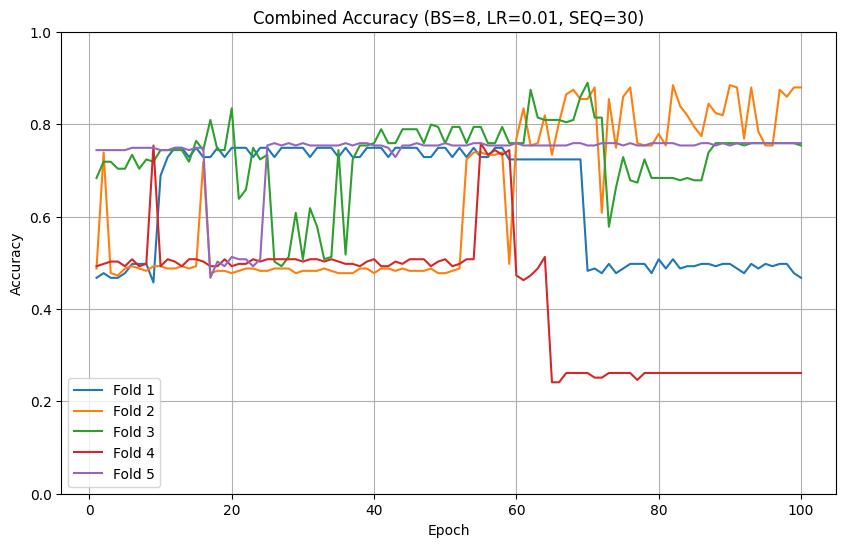 Combined Accuracy (BS=8, LR=0.01, SEQ=30)
1.0
0.8
0.6
0.4
0.2
0.0
Accuracy
Fold 1
Fold 2
Fold 3
Fold 4
Fold 5
0 20 40 60 80 100
Epoch